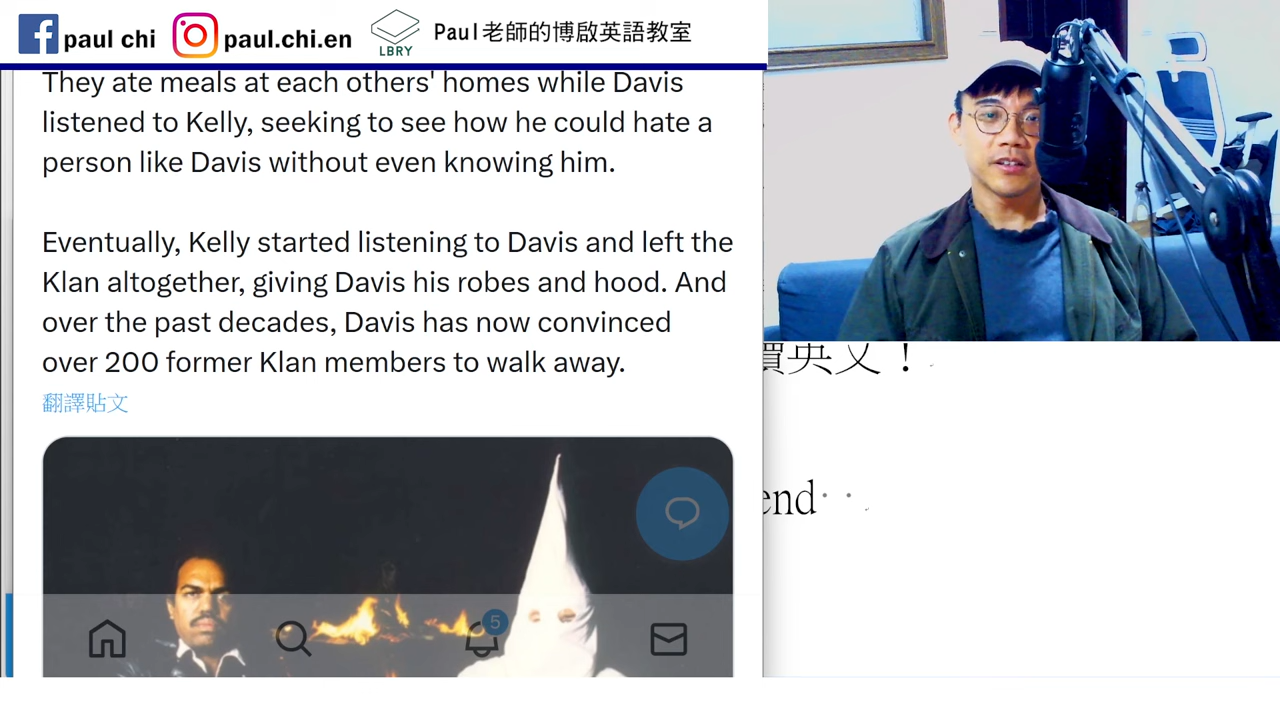 paul chi
paul.chi.en
LBRY
Paul老師的博啟英語教室
They ate meals at each others' homes while Davis
listened to Kelly, seeking to see how he could hate a
person like Davis without even knowing him.
Eventually, Kelly started listening to Davis and left the
Klan altogether, giving Davis his robes and hood. And
over the past decades, Davis has now convinced
over 200 former Klan members to walk away.
翻譯貼文
5
讀英文！
end